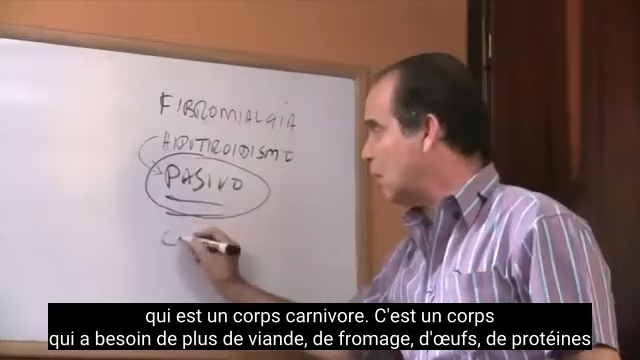 FIBROMIALGIA
HIPOTIROIDISMO
PASIVO
C
qui est un corps carnivore. C'est un corps
qui a besoin de plus de viande, de fromage, d'œufs, de protéines